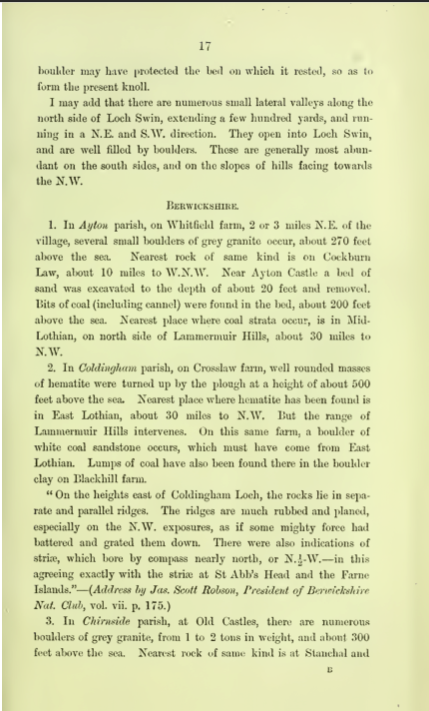 17
boulder may have protected the bed on which it rested, so as to
form the present knoll.
I may add that there are numerous small lateral valleys along the
north side of Loch Swin, extending a few hundred yards, and run-
ning in a N.E. and S.W. direction. They open into Loch Swin,
and are well filled by boulders. These are generally most abun-
dant on the south sides, and on the slopes of hills facing towards
the N.W.
BERWICKSHIRE.
1. In Ayton parish, on Whitfield farm, 2 or 3 miles N.E. of the
village, several small boulders of grey granite occur, about 270 feet
above the sea. Nearest rock of same kind is on Cockburn
Law, about 10 miles to W.N.W. Near Ayton Castle a bed of
sand was excavated to the depth of about 20 feet and removed.
Bits of coal (including cannel) were found in the bed, about 200 feet
above the sea. Nearest place where coal strata occur, is in Mid-
Lothian, on north side of Lammermuir Hills, about 30 miles to
N.W.
2. In Coldingham parish, on Crosslaw farm, well rounded masses
of hematite were turned up by the plough at a height of about 500
feet above the sea. Nearest place where hematite has been found is
in East Lothian, about 30 miles to N.W. But the range of
Lammermuir Hills intervenes. On this same farm, a boulder of
white coal sandstone occurs, which must have come from East
Lothian. Lumps of coal have also been found there in the boulder
clay on Blackhill farm.
"On the heights east of Coldingham Loch, the rocks lie in sepa-
rate and parallel ridges. The ridges are much rubbed and planed,
especially on the N.W. exposures, as if some mighty force had
battered and grated them down. There were also indications of
striæ, which bore by compass nearly north, or N.½-W.—in this
agreeing exactly with the striæ at St Abb's Head and the Farne
Islands."—(Address by Jas. Scott Robson, President of Berwickshire
Nat. Club, vol. vii. p. 175.)
3. In Chirnside parish, at Old Castles, there are numerous
boulders of grey granite, from 1 to 2 tons in weight, and about 300
feet above the sea. Nearest rock of same kind is at Stanchal and
B